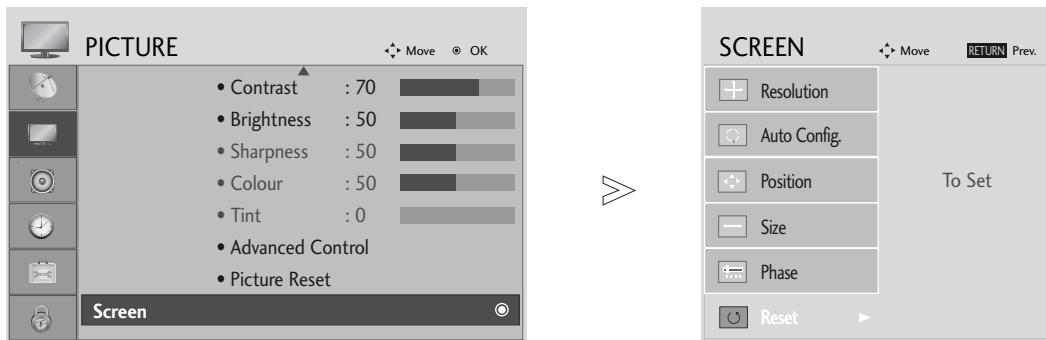 PICTURE
Move OK
• Contrast : 70
• Brightness : 50
• Sharpness : 50
• Colour : 50
• Tint : 0
• Advanced Control
• Picture Reset
Screen
SCREEN
Move RETURN Prev.
Resolution
Auto Config.
Position
Size
Phase
Reset
To Set